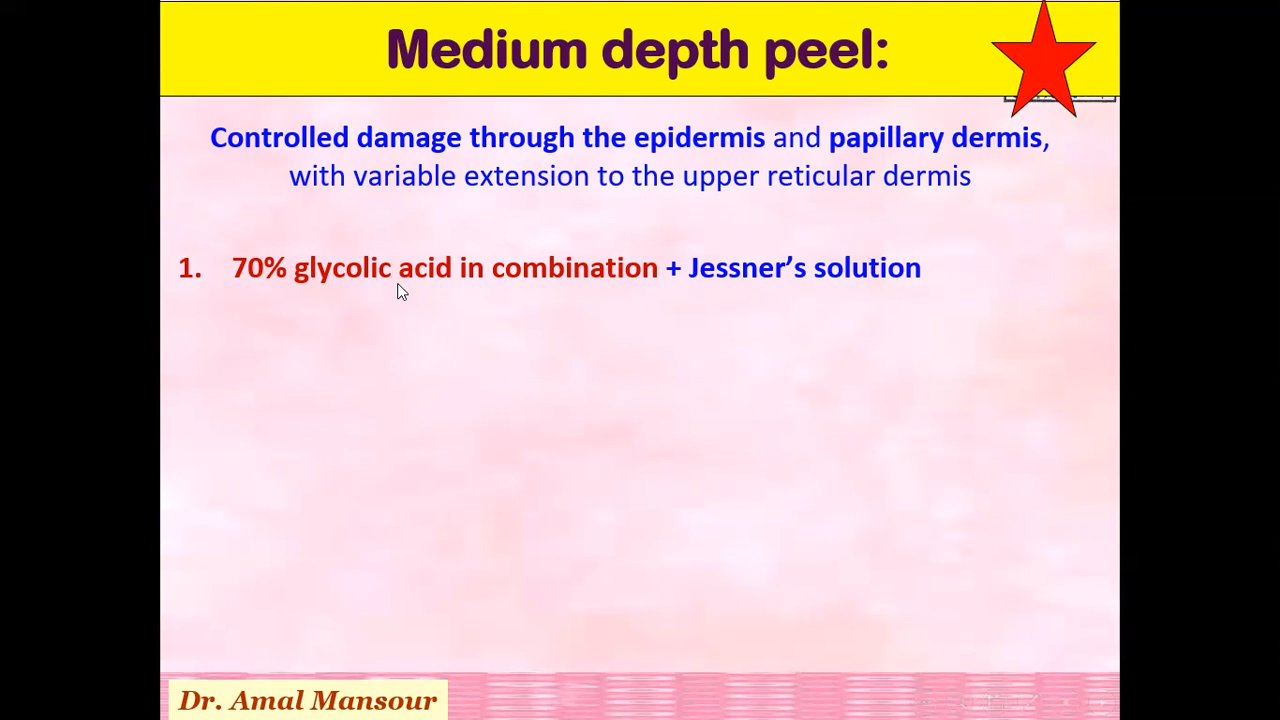 Medium depth peel:
Controlled damage through the epidermis and papillary dermis,
with variable extension to the upper reticular dermis
1. 70% glycolic acid in combination + Jessner’s solution
Dr. Amal Mansour